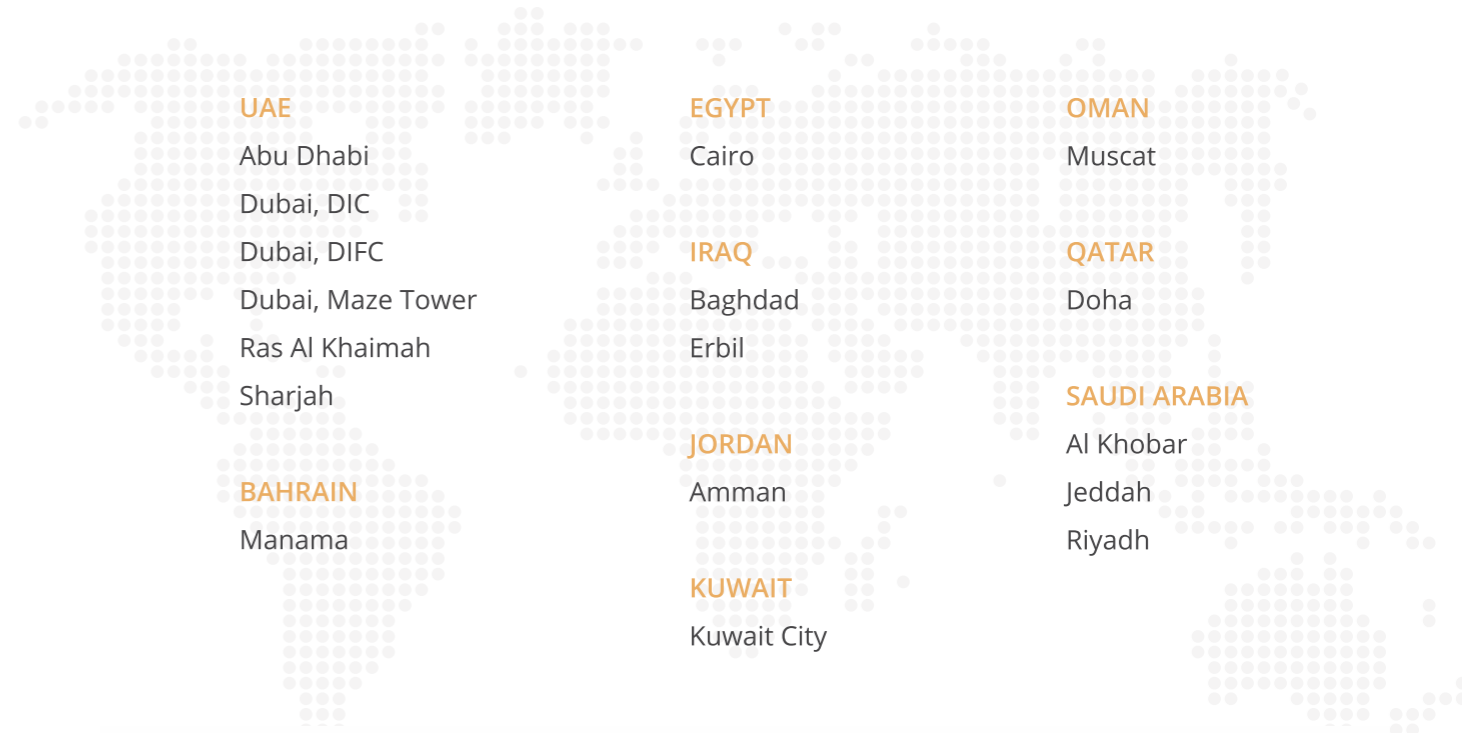 UAE
Abu Dhabi
Dubai, DIC
Dubai, DIFC
Dubai, Maze Tower
Ras Al Khaimah
Sharjah
BAHRAIN
Manama
EGYPT
Cairo
IRAQ
Baghdad
Erbil
JORDAN
Amman
KUWAIT
Kuwait City
OMAN
Muscat
QATAR
Doha
SAUDI ARABIA
Al Khobar
Jeddah
Riyadh